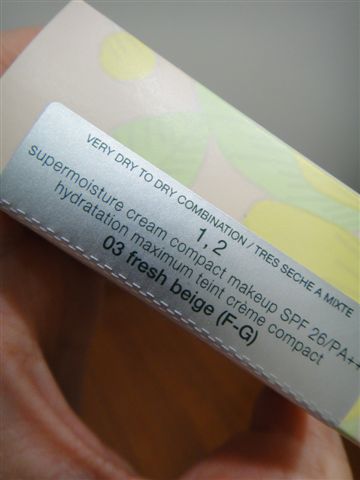 VERY DRY TO DRY COMBINATION / TRES SECHE A MIXTE
1, 2
supermoisture cream compact makeup SPF 26/PA++
hydratation maximum teint crème compact
03 fresh beige (F-G)